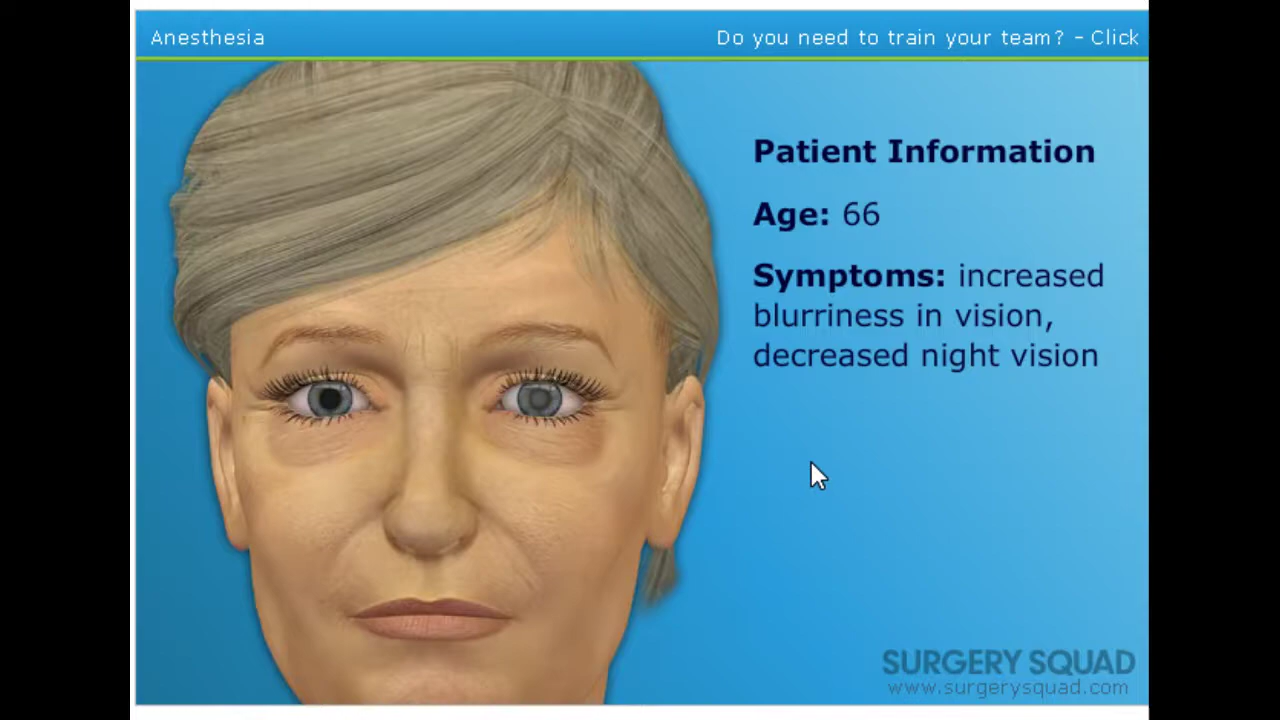 Anesthesia
Do you need to train your team? – Click
Patient Information
Age: 66
Symptoms: increased
blurriness in vision,
decreased night vision
SURGERY SQUAD
www.surgerysquad.com